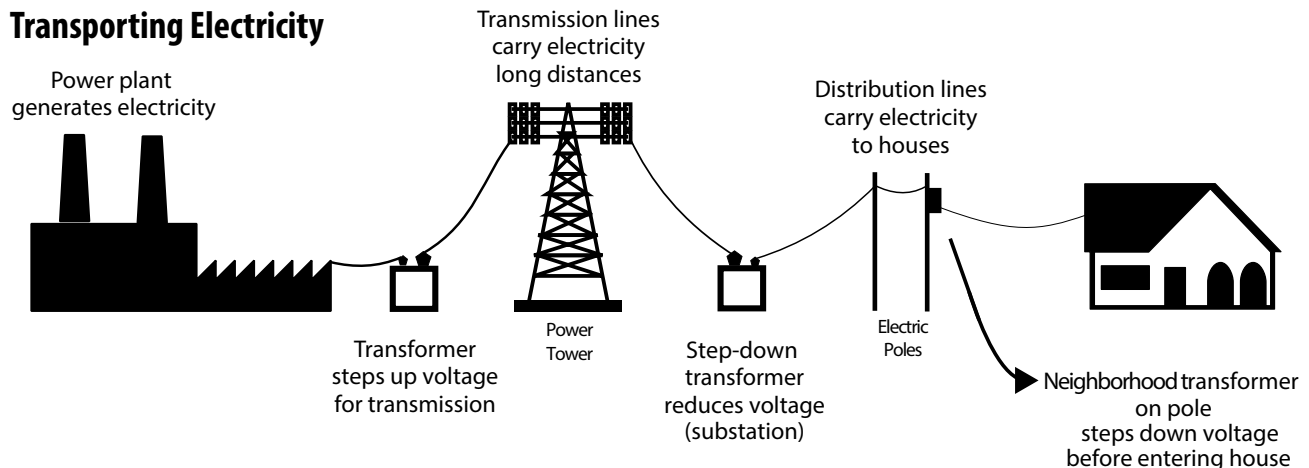 Transporting Electricity
Power plant
generates electricity
Transmission lines
carry electricity
long distances
Distribution lines
carry electricity
to houses
Transformer
steps up voltage
for transmission
Power
Tower
Step-down
transformer
reduces voltage
(substation)
Electric
Poles
Neighborhood transformer
on pole
steps down voltage
before entering house